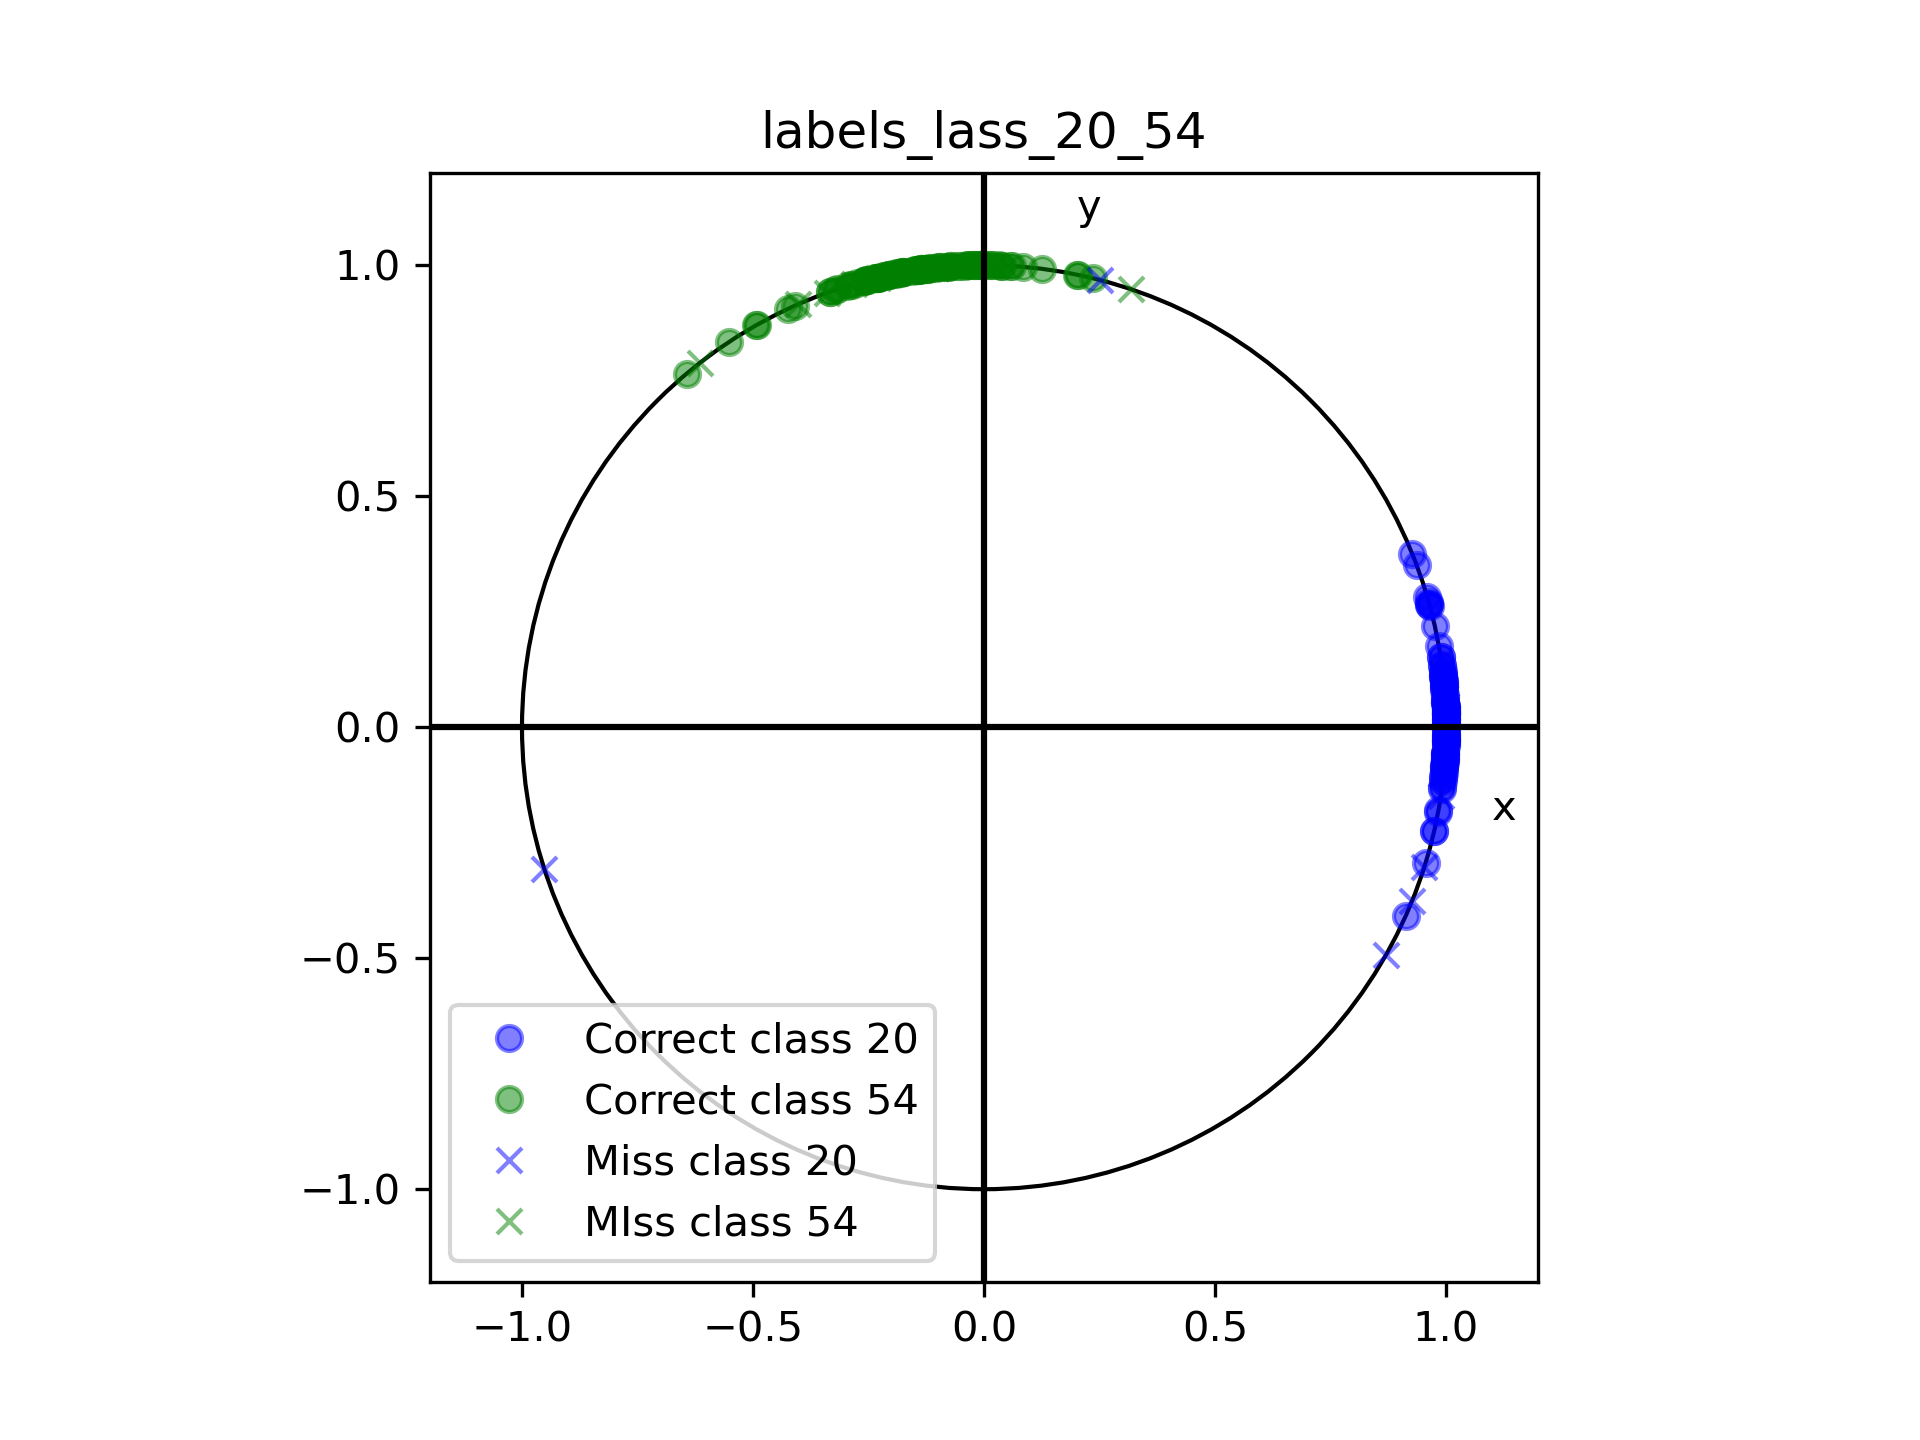 labels_lass_20_54
y
1.0
0.5
0.0
x
−0.5
−1.0
Correct class 20
Correct class 54
Miss class 20
MIss class 54
−1.0 −0.5 0.0 0.5 1.0